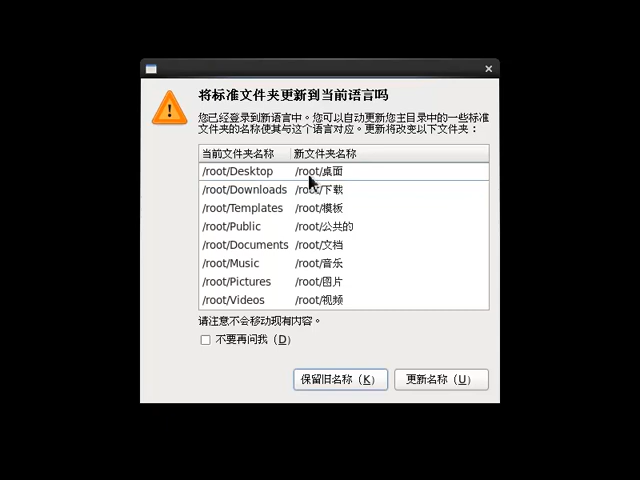 将标准文件夹更新到当前语言吗
您已经登录到新语言中。您可以自动更新您主目录中的一些标准
文件夹的名称使其与这个语言对应。更新将改变以下文件夹：
当前文件夹名称 新文件夹名称
/root/Desktop /root/桌面
/root/Downloads /root/下载
/root/Templates /root/模板
/root/Public /root/公共的
/root/Documents /root/文档
/root/Music /root/音乐
/root/Pictures /root/图片
/root/Videos /root/视频
请注意不会移动现有内容。
不要再问我（D）
保留旧名称（K） 更新名称（U）